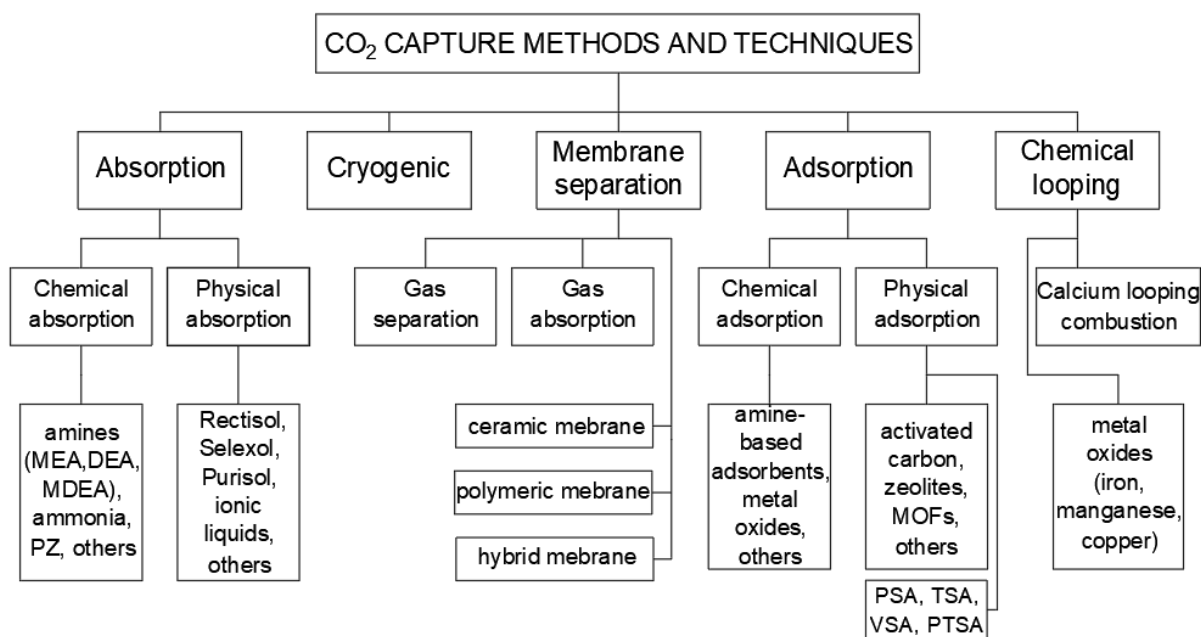 CO₂ CAPTURE METHODS AND TECHNIQUES
Absorption
Cryogenic
Membrane
separation
Adsorption
Chemical
looping
Chemical
absorption
Physical
absorption
Gas
separation
Gas
absorption
Chemical
adsorption
Physical
adsorption
Calcium looping
combustion
amines
(MEA,DEA,
MDEA),
ammonia,
PZ, others
Rectisol,
Selexol,
Purisol,
ionic
liquids,
others
ceramic mebrane
polymeric mebrane
hybrid mebrane
amine-
based
adsorbents,
metal
oxides,
others
activated
carbon,
zeolites,
MOFs,
others
PSA, TSA,
VSA, PTSA
metal
oxides
(iron,
manganese,
copper)